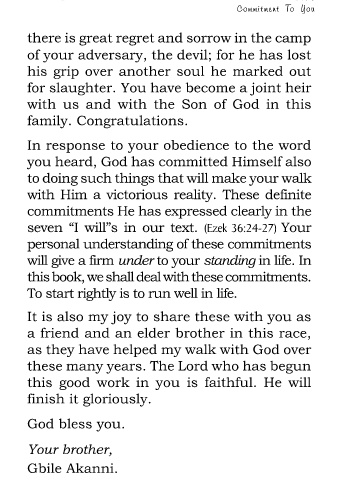 Commitment To You
there is great regret and sorrow in the camp
of your adversary, the devil; for he has lost
his grip over another soul he marked out
for slaughter. You have become a joint heir
with us and with the Son of God in this
family. Congratulations.
In response to your obedience to the word
you heard, God has committed Himself also
to doing such things that will make your walk
with Him a victorious reality. These definite
commitments He has expressed clearly in the
seven “I will”s in our text. (Ezek 36:24-27) Your
personal understanding of these commitments
will give a firm under to your standing in life. In
this book, we shall deal with these commitments.
To start rightly is to run well in life.
It is also my joy to share these with you as
a friend and an elder brother in this race,
as they have helped my walk with God over
these many years. The Lord who has begun
this good work in you is faithful. He will
finish it gloriously.
God bless you.
Your brother,
Gbile Akanni.